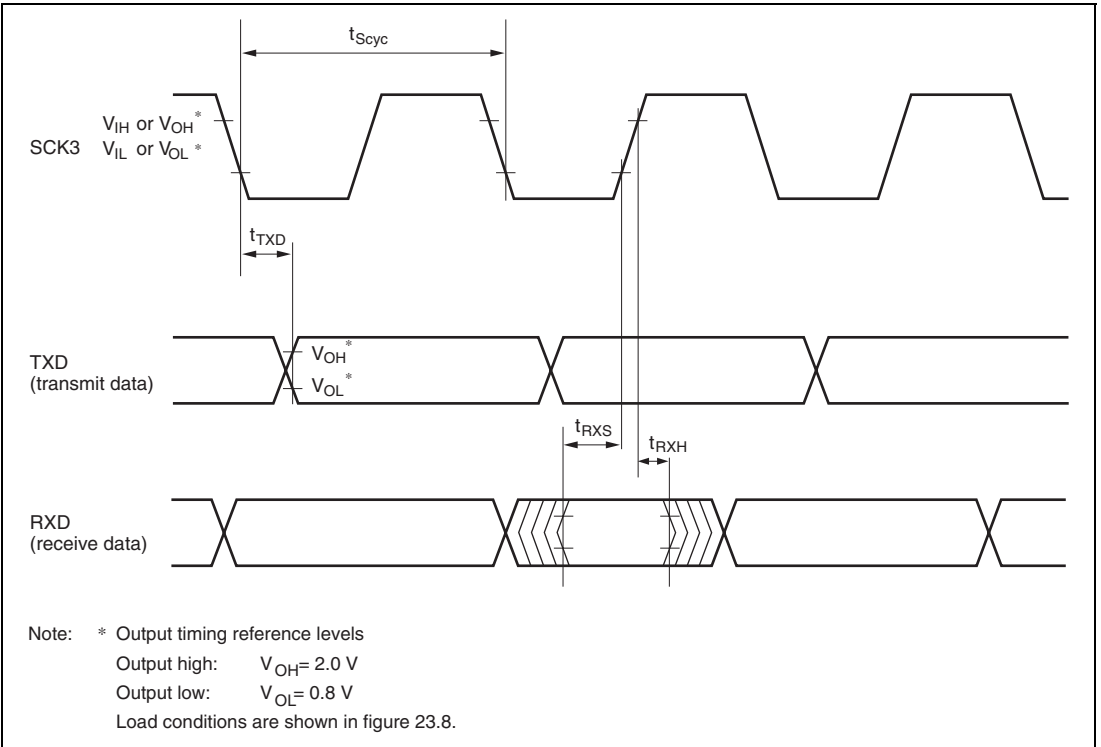 tScyc
VIH or VOH*
SCK3 VIL or VOL *
tTXD
TXD
(transmit data)
VOH*
VOL*
tRXS
tRXH
RXD
(receive data)
Note: * Output timing reference levels
Output high: VOH= 2.0 V
Output low: VOL= 0.8 V
Load conditions are shown in figure 23.8.